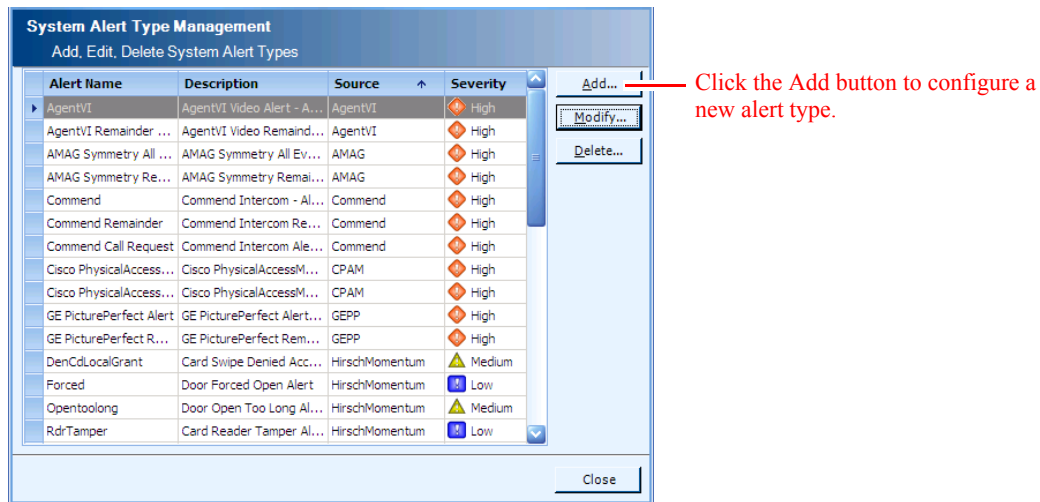 System Alert Type Management
Add, Edit, Delete System Alert Types
Alert Name Description Source Severity
AgentVI AgentVI Video Alert - A... AgentVI High
AgentVI Remainder ... AgentVI Video Remaind... AgentVI High
AMAG Symmetry All ... AMAG Symmetry All Ev... AMAG High
AMAG Symmetry Re... AMAG Symmetry Remai... AMAG High
Commend Commend Intercom - Al... Commend High
Commend Remainder Commend Intercom Re... Commend High
Commend Call Request Commend Intercom Ale... Commend High
Cisco PhysicalAccess... Cisco PhysicalAccessM... CPAM High
Cisco PhysicalAccess... Cisco PhysicalAccessM... CPAM High
GE PicturePerfect Alert GE PicturePerfect Alert... GEPP High
GE PicturePerfect R... GE PicturePerfect Rem... GEPP High
DenCdLocalGrant Card Swipe Denied Acc... HirschMomentum Medium
Forced Door Forced Open Alert HirschMomentum Low
Opentoolong Door Open Too Long Al... HirschMomentum Medium
RdrTamper Card Reader Tamper Al... HirschMomentum Low
Add...
Modify...
Delete...
Close
Click the Add button to configure a
new alert type.